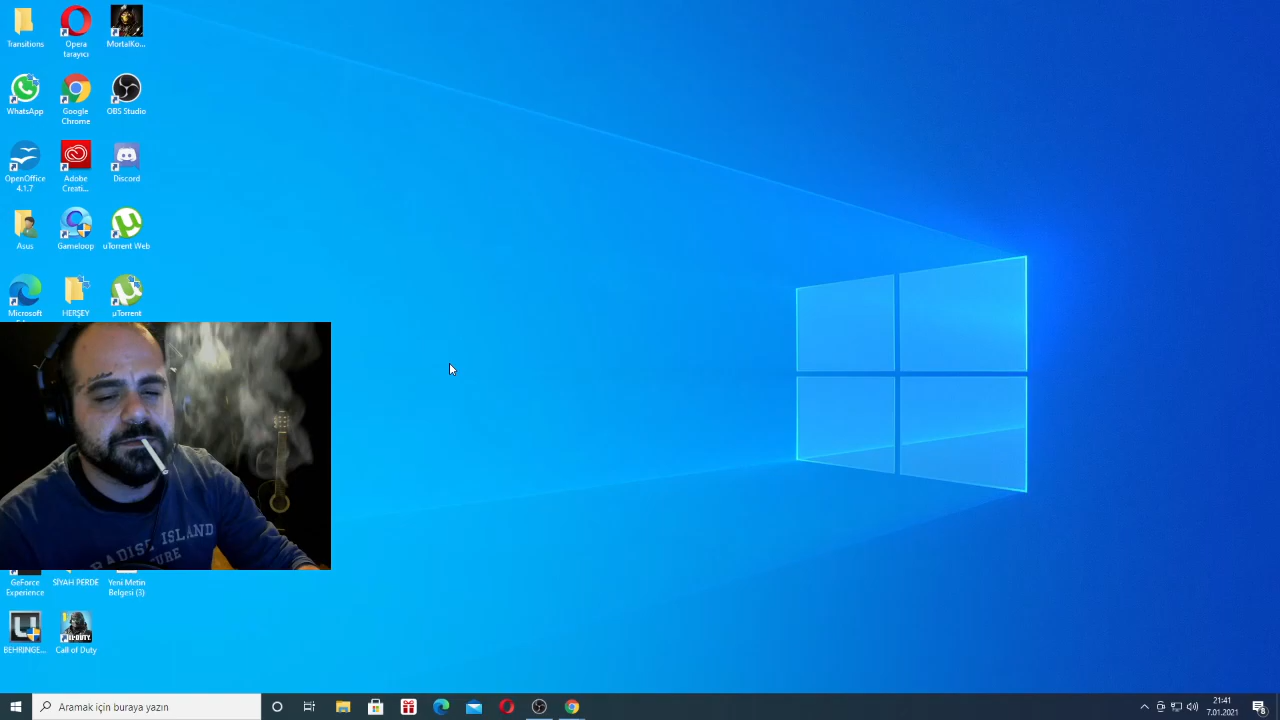 Transitions
Opera
tarayıcı
MortalKo...
WhatsApp
Google
Chrome
OBS Studio
OpenOffice
4.1.7
Adobe
Creati...
Discord
Asus
Gameloop
uTorrent Web
Microsoft
HERŞEY
µTorrent
ISLAND
GeForce
Experience
SİYAH PERDE
Yeni Metin
Belgesi (3)
BEHRINGE...
Call of Duty
Aramak için buraya yazın
21:41
7.01.2021
8